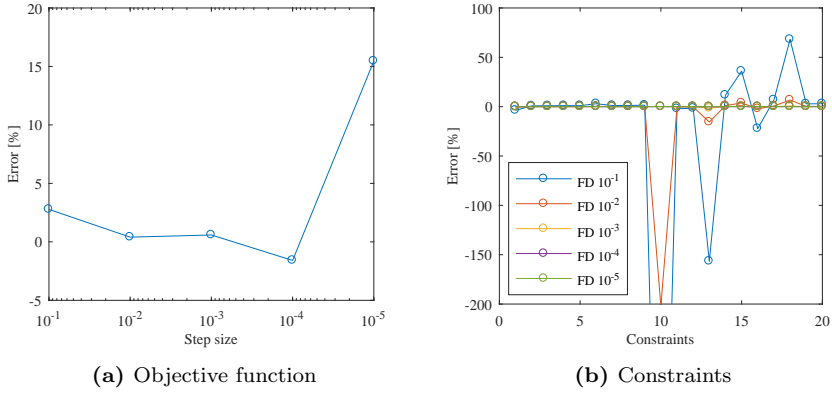 20
15
10
5
0
-5
Error [%]
10-1
10-2
10-3
10-4
10-5
Step size
(a) Objective function
100
50
0
-50
-100
-150
-200
Error [%]
FD 10-1
FD 10-2
FD 10-3
FD 10-4
FD 10-5
0
5
10
15
20
Constraints
(b) Constraints